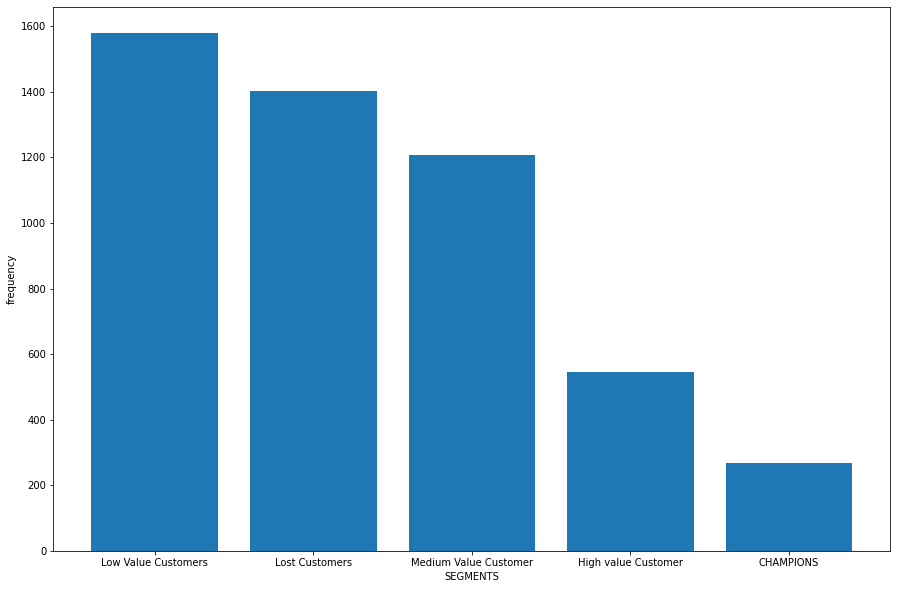 1600
1400
1200
1000
800
600
400
200
0
frequency
Low Value Customers
Lost Customers
Medium Value Customer
High value Customer
CHAMPIONS
SEGMENTS